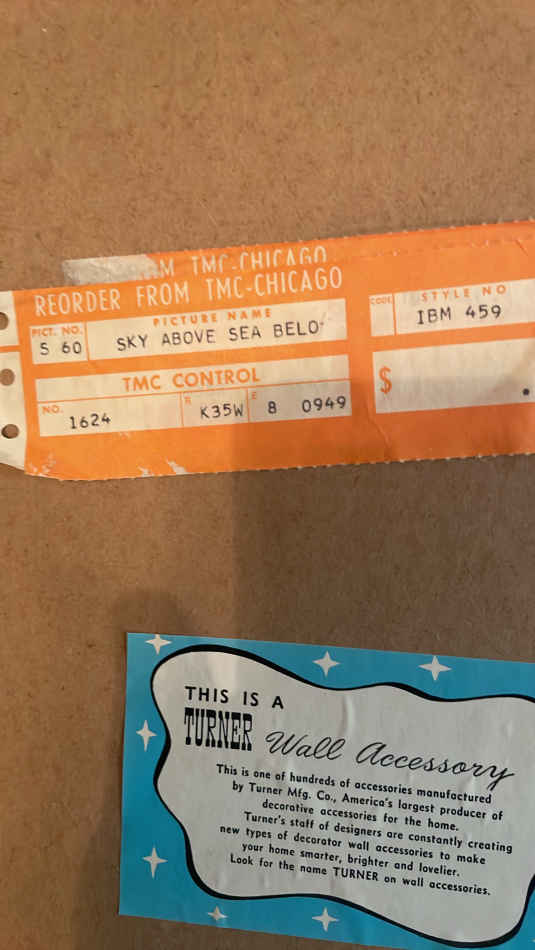 M TMC-CHICAGO
REORDER FROM TMC-CHICAGO
PICT. NO. PICTURE NAME
S 60 SKY ABOVE SEA BELO
CODE STYLE NO
IBM 459
TMC CONTROL
NO. R E
1624 K35W 8 0949
$ .
THIS IS A
TURNER Wall Accessory
This is one of hundreds of accessories manufactured
by Turner Mfg. Co., America's largest producer of
decorative accessories for the home.
Turner's staff of designers are constantly creating
new types of decorator wall accessories to make
your home smarter, brighter and lovelier.
Look for the name TURNER on wall accessories.